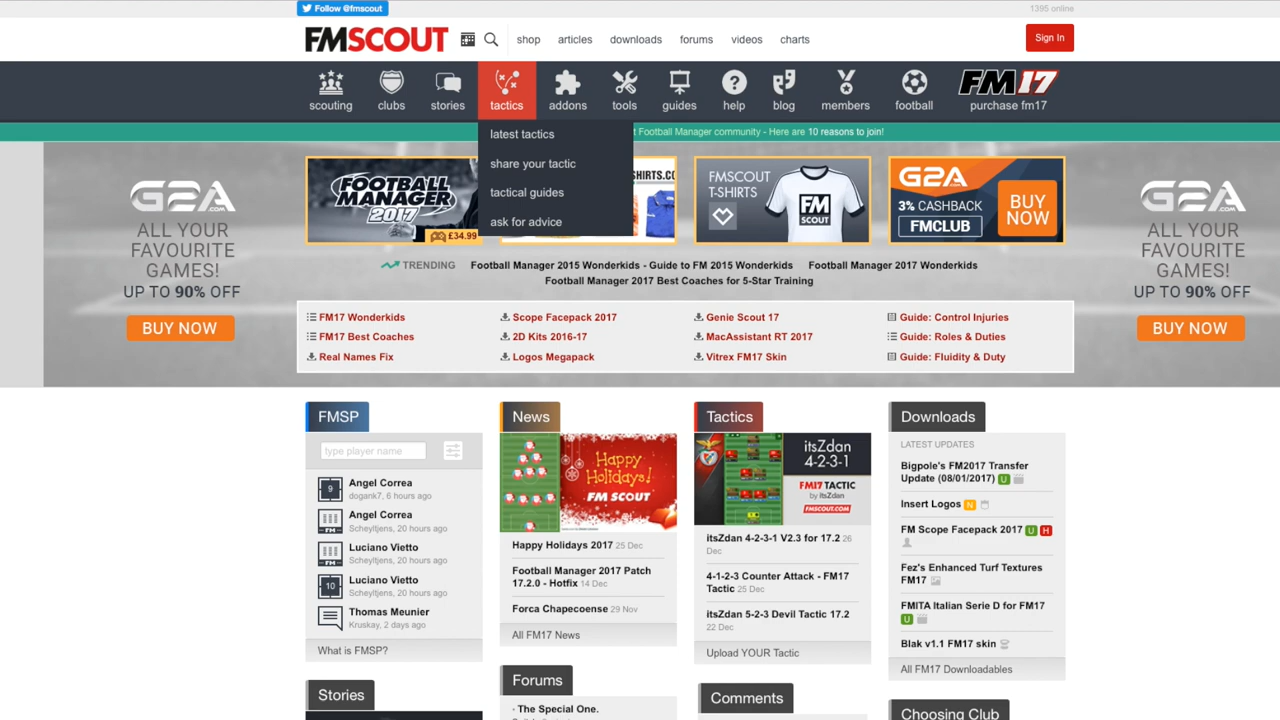 Follow @fmscout
1395 online
FMSCOUT
shop
articles
downloads
forums
videos
charts
Sign In
scouting
clubs
stories
tactics
addons
tools
guides
help
blog
members
football
FM17
purchase fm17
latest tactics
share your tactic
tactical guides
ask for advice
t Football Manager community - Here are 10 reasons to join!
G2A.COM
ALL YOUR
FAVOURITE
GAMES!
UP TO 90% OFF
BUY NOW
FOOTBALL
MANAGER
2017
£34.99
HIRTS.CO
FMSCOUT
T-SHIRTS
FM
SCOUT
G2A.COM
3% CASHBACK
FMCLUB
BUY
NOW
G2A.COM
ALL YOUR
FAVOURITE
GAMES!
UP TO 90% OFF
BUY NOW
TRENDING
Football Manager 2015 Wonderkids - Guide to FM 2015 Wonderkids
Football Manager 2017 Wonderkids
Football Manager 2017 Best Coaches for 5-Star Training
FM17 Wonderkids
Scope Facepack 2017
Genie Scout 17
Guide: Control Injuries
FM17 Best Coaches
2D Kits 2016-17
MacAssistant RT 2017
Guide: Roles & Duties
Real Names Fix
Logos Megapack
Vitrex FM17 Skin
Guide: Fluidity & Duty
FMSP
type player name
9
Angel Correa
dogank7, 6 hours ago
FM
Angel Correa
Scheyltjens, 20 hours ago
FM
Luciano Vietto
Scheyltjens, 20 hours ago
10
Luciano Vietto
Scheyltjens, 20 hours ago
Thomas Meunier
Kruskay, 2 days ago
What is FMSP?
Stories
News
Happy
Holidays!
FM SCOUT
Happy Holidays 2017 25 Dec
Football Manager 2017 Patch
17.2.0 - Hotfix 14 Dec
Forca Chapecoense 29 Nov
All FM17 News
Forums
· The Special One.
Tactics
itsZdan
4-2-3-1
FM17 TACTIC
by itsZdan
FMSCOUT.COM
itsZdan 4-2-3-1 V2.3 for 17.2 26
Dec
4-1-2-3 Counter Attack - FM17
Tactic 25 Dec
itsZdan 5-2-3 Devil Tactic 17.2
22 Dec
Upload YOUR Tactic
Comments
Downloads
LATEST UPDATES
Bigpole's FM2017 Transfer
Update (08/01/2017) U
Insert Logos N
FM Scope Facepack 2017 U H
Fez's Enhanced Turf Textures
FM17
FMITA Italian Serie D for FM17
U
Blak v1.1 FM17 skin
All FM17 Downloadables
Choosing Club